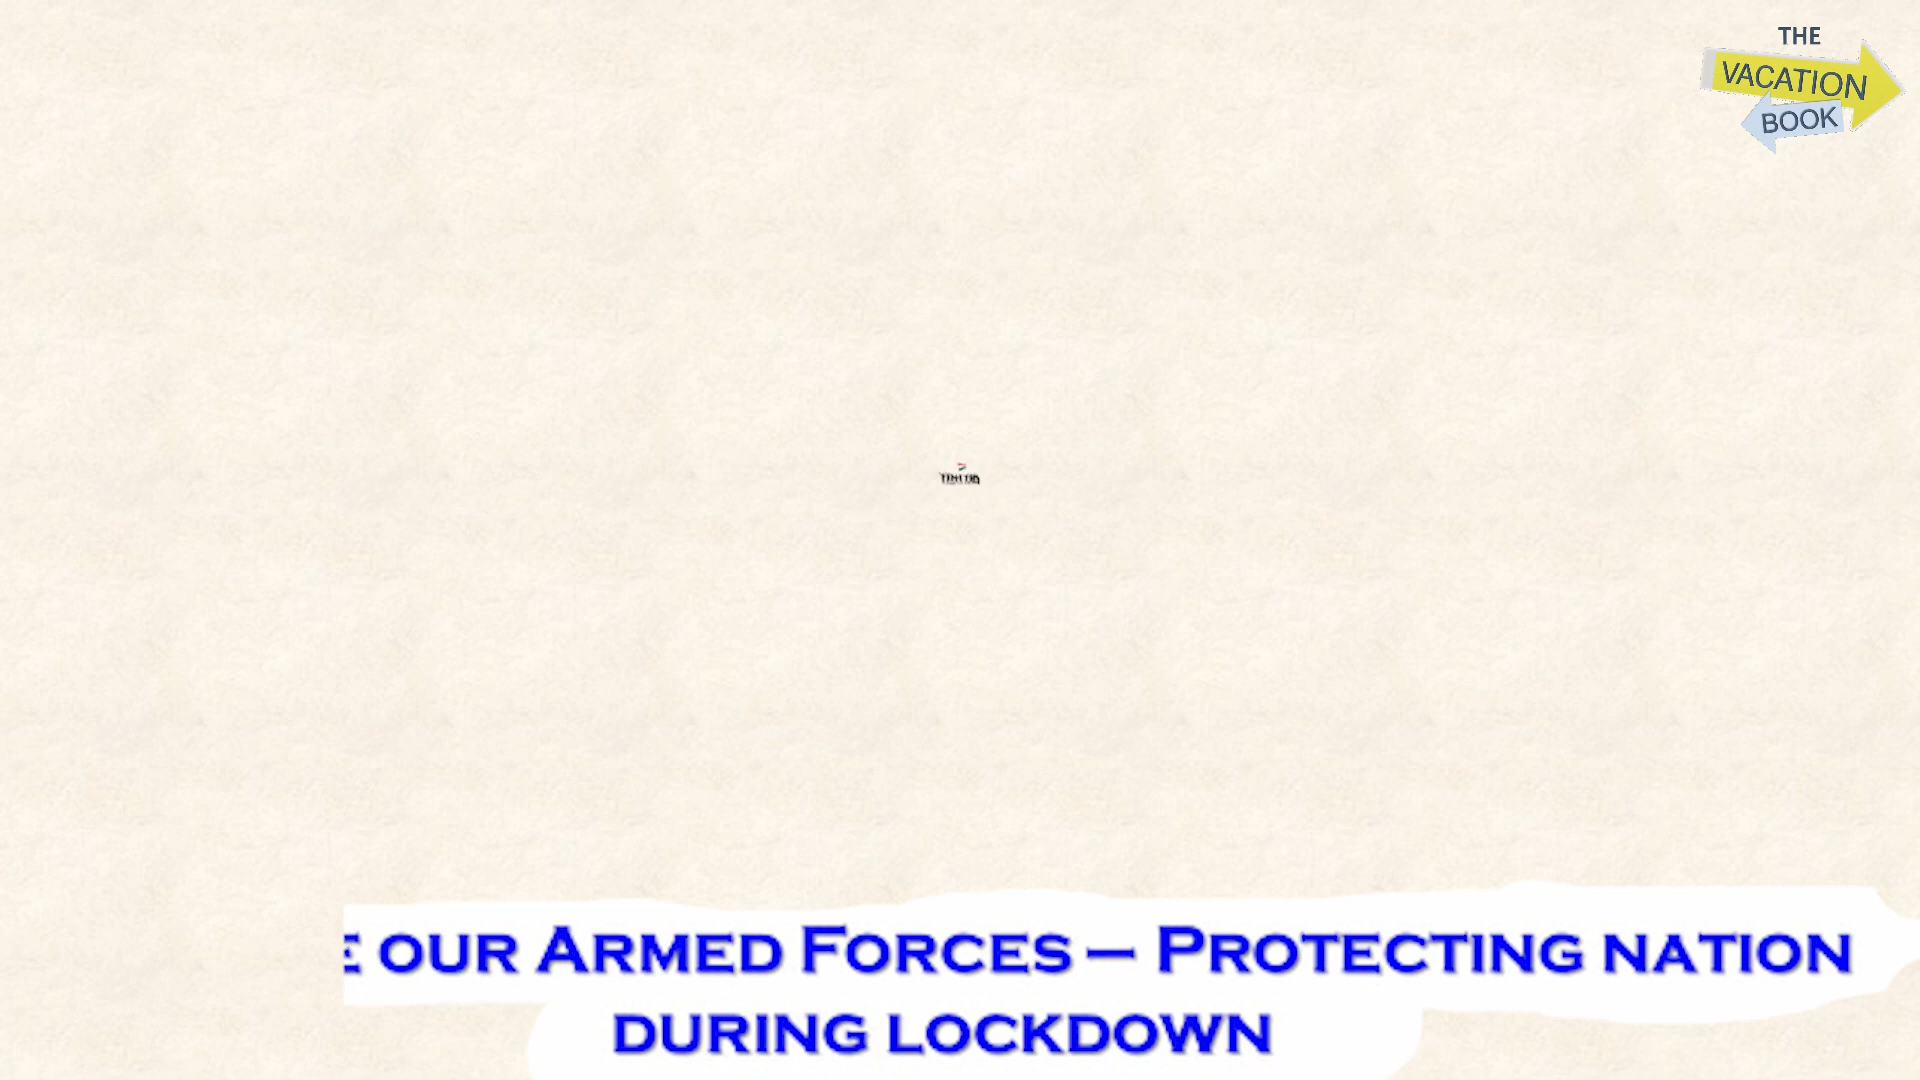 THE
VACATION
BOOK
E OUR ARMED FORCES – PROTECTING NATION
DURING LOCKDOWN